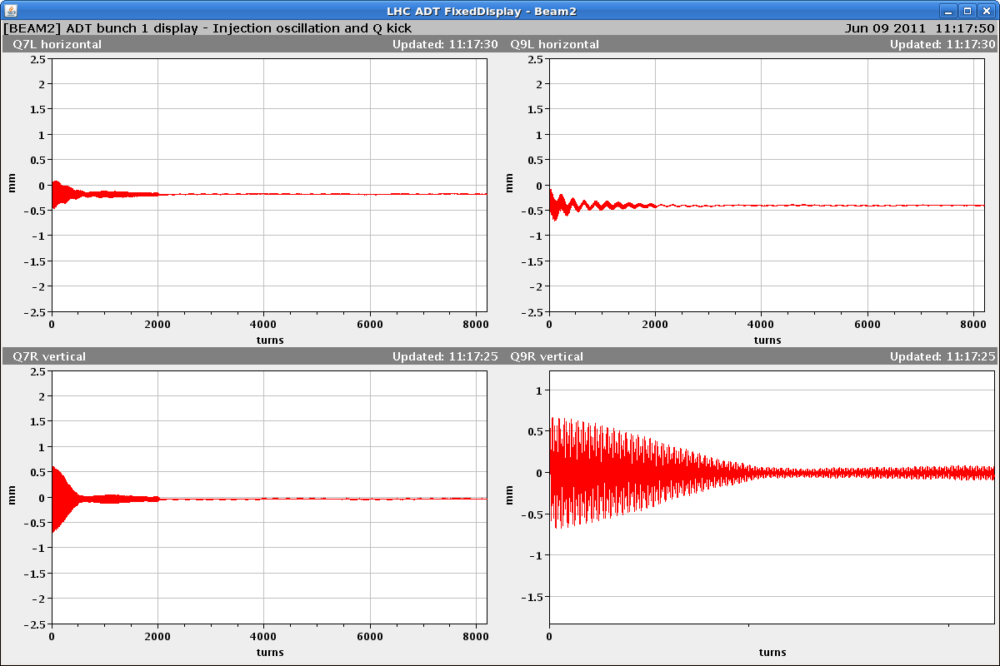 LHC ADT FixedDisplay - Beam2
[BEAM2] ADT bunch 1 display - Injection oscillation and Q kick Jun 09 2011 11:17:50
Q7L horizontal Updated: 11:17:30
2.5
2
1.5
1
0.5
0
-0.5
-1
-1.5
-2
-2.5
mm
0 2000 4000 6000 8000
turns
Q9L horizontal Updated: 11:17:30
2.5
2
1.5
1
0.5
0
-0.5
-1
-1.5
-2
-2.5
mm
0 2000 4000 6000 8000
turns
Q7R vertical Updated: 11:17:25
2.5
2
1.5
1
0.5
0
-0.5
-1
-1.5
-2
-2.5
mm
0 2000 4000 6000 8000
turns
Q9R vertical Updated: 11:17:25
1
0.5
0
-0.5
-1
-1.5
mm
0
turns